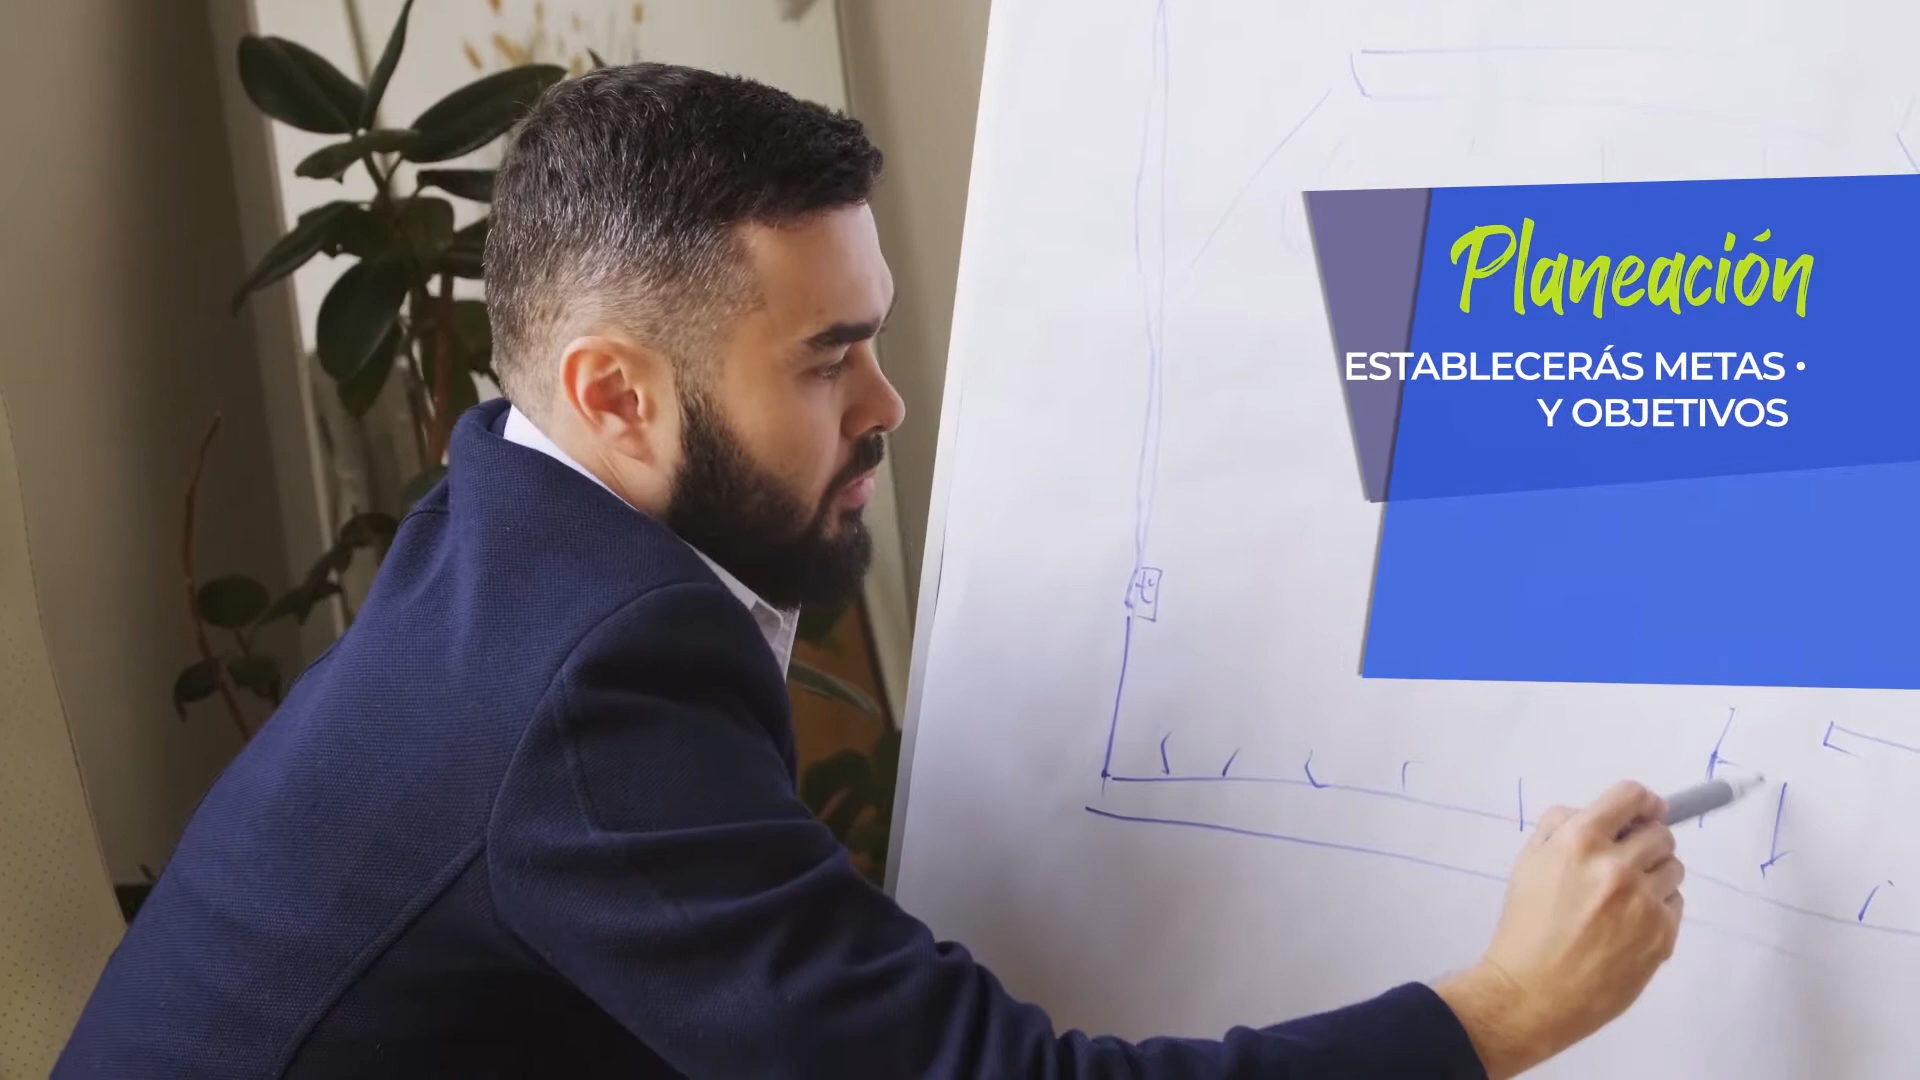 Planeación
ESTABLECERÁS METAS •
Y OBJETIVOS